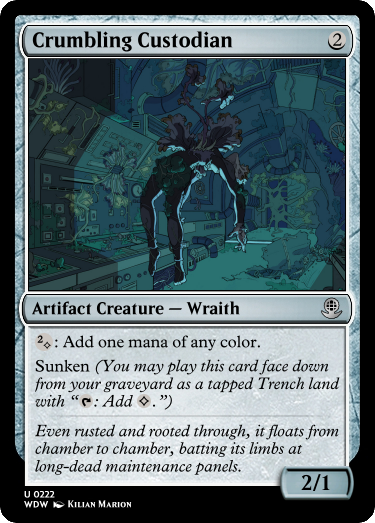 Crumbling Custodian 2
Artifact Creature — Wraith
2: Add one mana of any color.
Sunken (You may play this card face down
from your graveyard as a tapped Trench land
with “: Add .”)
Even rusted and rooted through, it floats from
chamber to chamber, batting its limbs at
long-dead maintenance panels.
2/1
U 0222
WDW Kilian Marion